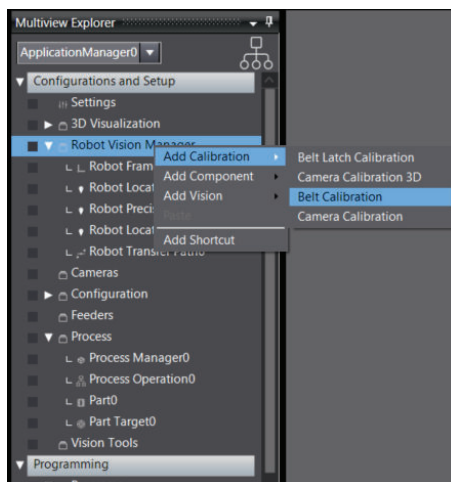 Multiview Explorer
ApplicationManager0
Configurations and Setup
Settings
3D Visualization
Robot Vision Manager
Robot Fram
Robot Locat
Robot Preci
Robot Locat
Robot Transfer Path0
Cameras
Configuration
Feeders
Process
Process Manager0
Process Operation0
Part0
Part Target0
Vision Tools
Programming
Add Calibration
Add Component
Add Vision
Paste
Add Shortcut
Belt Latch Calibration
Camera Calibration 3D
Belt Calibration
Camera Calibration